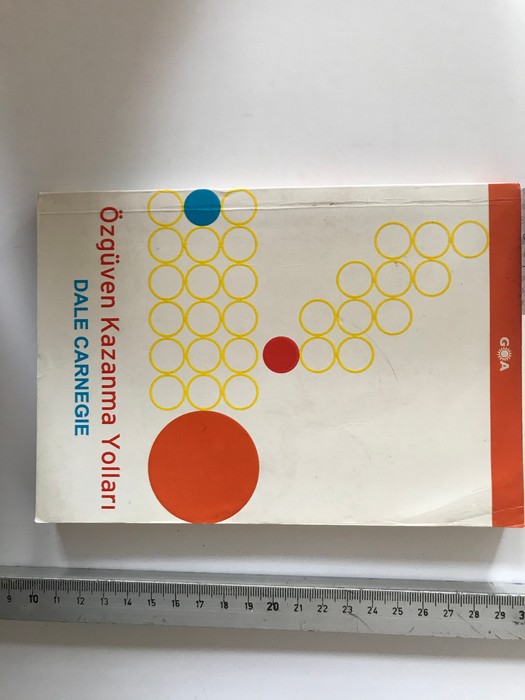 Özgüven Kazanma Yolları
DALE CARNEGIE
GOA
9 10 11 12 13 14 15 16 17 18 19 20 21 22 23 24 25 26 27 28 29